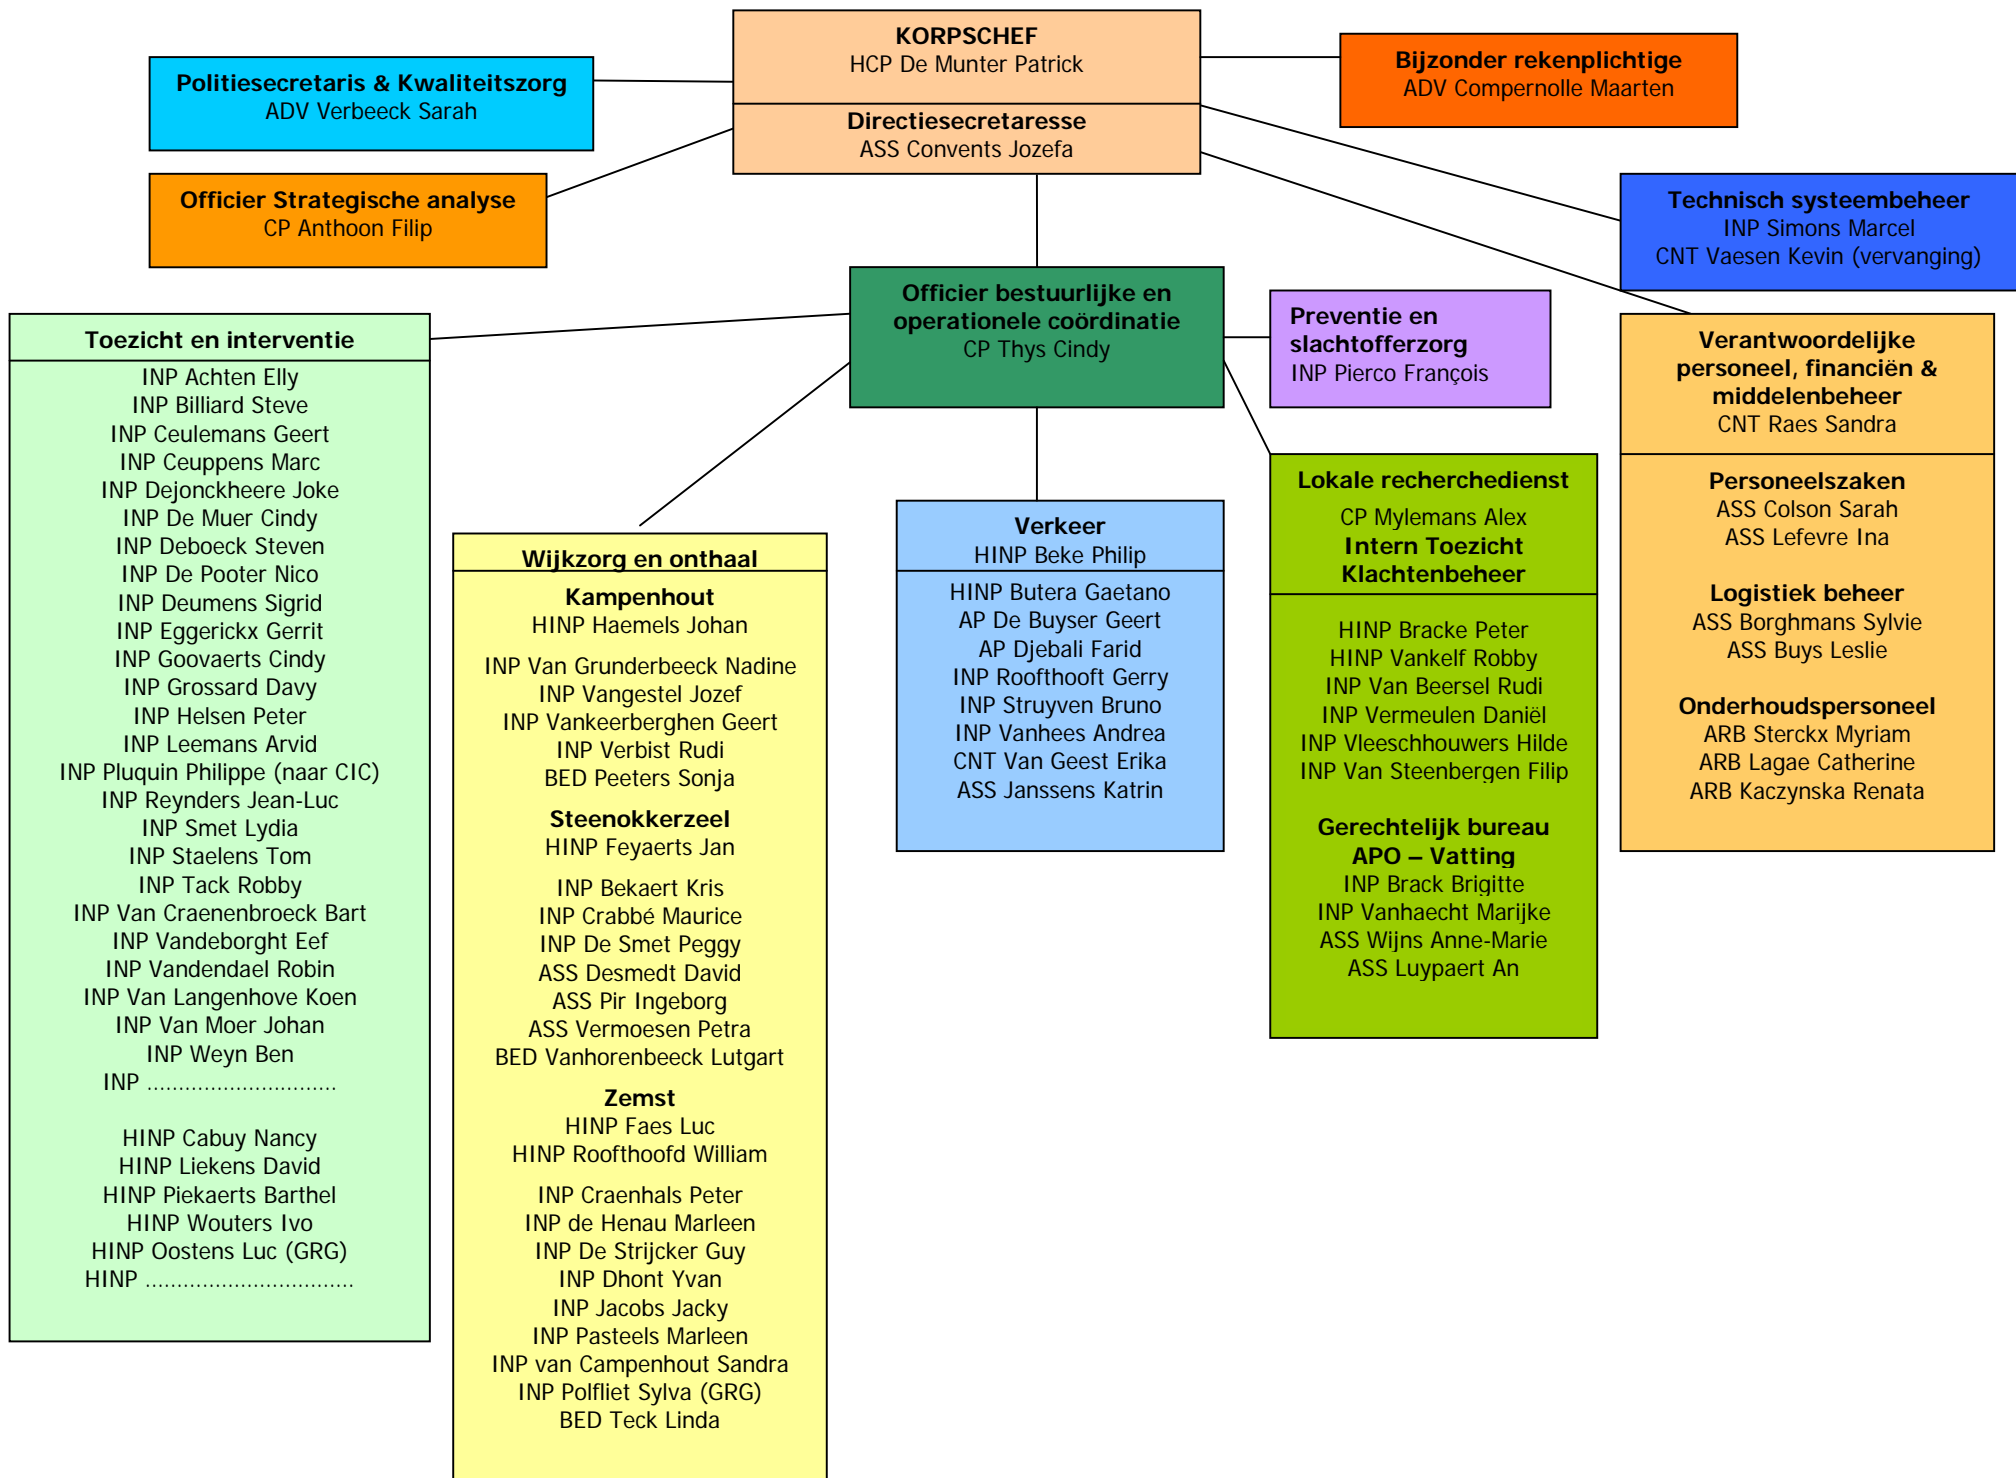 KORPSCHEF
HCP De Munter Patrick
Directiesecretaresse
ASS Convents Jozefa
Politiesecretaris & Kwaliteitszorg
ADV Verbeeck Sarah
Bijzonder rekenplichtige
ADV Compernolle Maarten
Officier Strategische analyse
CP Anthoon Filip
Technisch systeembeheer
INP Simons Marcel
CNT Vaesen Kevin (vervanging)
Officier bestuurlijke en
operationele coördinatie
CP Thys Cindy
Preventie en
slachtofferzorg
INP Pierco François
Toezicht en interventie
INP Achten Elly
INP Billiard Steve
INP Ceulemans Geert
INP Ceuppens Marc
INP Dejonckheere Joke
INP De Muer Cindy
INP Deboeck Steven
INP De Pooter Nico
INP Deumens Sigrid
INP Eggerickx Gerrit
INP Goovaerts Cindy
INP Grossard Davy
INP Helsen Peter
INP Leemans Arvid
INP Pluquin Philippe (naar CIC)
INP Reynders Jean-Luc
INP Smet Lydia
INP Staelens Tom
INP Tack Robby
INP Van Craenenbroeck Bart
INP Vandeborght Eef
INP Vandendael Robin
INP Van Langenhove Koen
INP Van Moer Johan
INP Weyn Ben
INP ..............................
HINP Cabuy Nancy
HINP Liekens David
HINP Piekaerts Barthel
HINP Wouters Ivo
HINP Oostens Luc (GRG)
HINP .................................
Wijkzorg en onthaal
Kampenhout
HINP Haemels Johan
INP Van Grunderbeeck Nadine
INP Vangestel Jozef
INP Vankeerberghen Geert
INP Verbist Rudi
BED Peeters Sonja
Steenokkerzeel
HINP Feyaerts Jan
INP Bekaert Kris
INP Crabbé Maurice
INP De Smet Peggy
ASS Desmedt David
ASS Pir Ingeborg
ASS Vermoesen Petra
BED Vanhorenbeeck Lutgart
Zemst
HINP Faes Luc
HINP Roofthoofd William
INP Craenhals Peter
INP de Henau Marleen
INP De Strijcker Guy
INP Dhont Yvan
INP Jacobs Jacky
INP Pasteels Marleen
INP van Campenhout Sandra
INP Polfliet Sylva (GRG)
BED Teck Linda
Verkeer
HINP Beke Philip
HINP Butera Gaetano
AP De Buyser Geert
AP Djebali Farid
INP Roofthooft Gerry
INP Struyven Bruno
INP Vanhees Andrea
CNT Van Geest Erika
ASS Janssens Katrin
Lokale recherchedienst
CP Mylemans Alex
Intern Toezicht
Klachtenbeheer
HINP Bracke Peter
HINP Vankelf Robby
INP Van Beersel Rudi
INP Vermeulen Daniël
INP Vleeschhouwers Hilde
INP Van Steenbergen Filip
Gerechtelijk bureau
APO – Vatting
INP Brack Brigitte
INP Vanhaecht Marijke
ASS Wijns Anne-Marie
ASS Luypaert An
Verantwoordelijke
personeel, financiën &
middelenbeheer
CNT Raes Sandra
Personeelszaken
ASS Colson Sarah
ASS Lefevre Ina
Logistiek beheer
ASS Borghmans Sylvie
ASS Buys Leslie
Onderhoudspersoneel
ARB Sterckx Myriam
ARB Lagae Catherine
ARB Kaczynska Renata